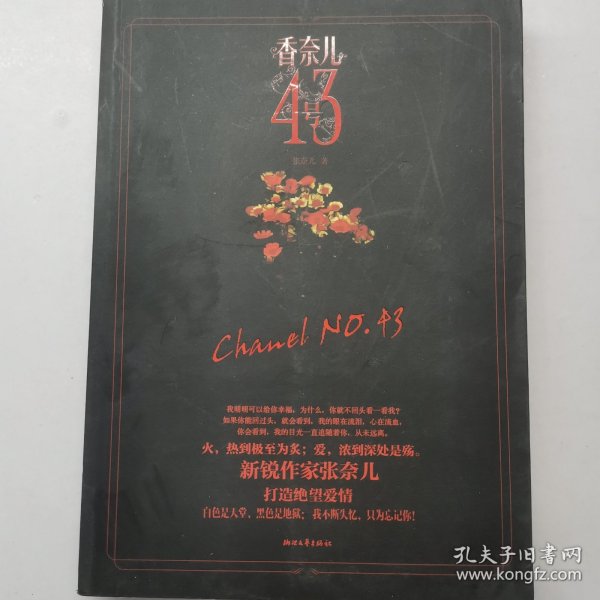 香奈儿
43
号
张奈儿 著
Chanel NO.43
我明明可以给你幸福，为什么，你就不回头看一看我？
如果你能回过头，就会看到，我的眼在流泪，心在流血，
你会看到，我的目光一直追随着你，从未远离。
火，热到极至为炙；爱，浓到深处是殇。
新锐作家张奈儿
打造绝望爱情
白色是天堂，黑色是地狱；我不断失忆，只为忘记你！
浙江文艺出版社
孔夫子旧书网
www.kongfz.com